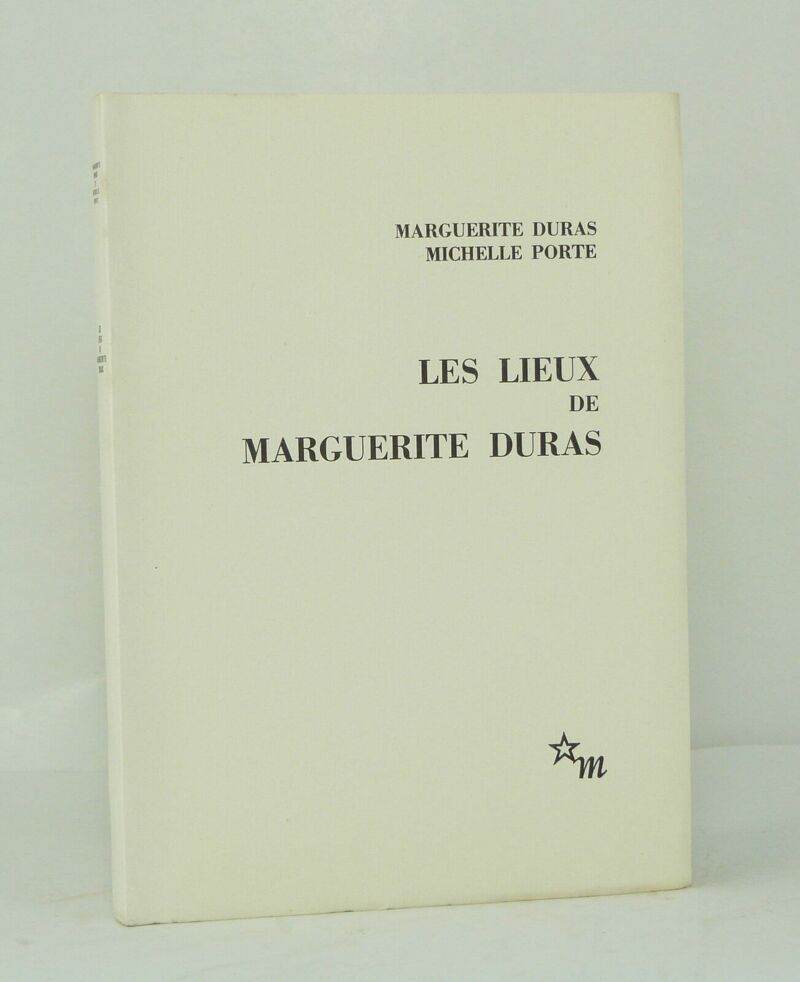 MARGUERITE DURAS
MICHELLE PORTE
LES LIEUX
DE
MARGUERITE DURAS
m